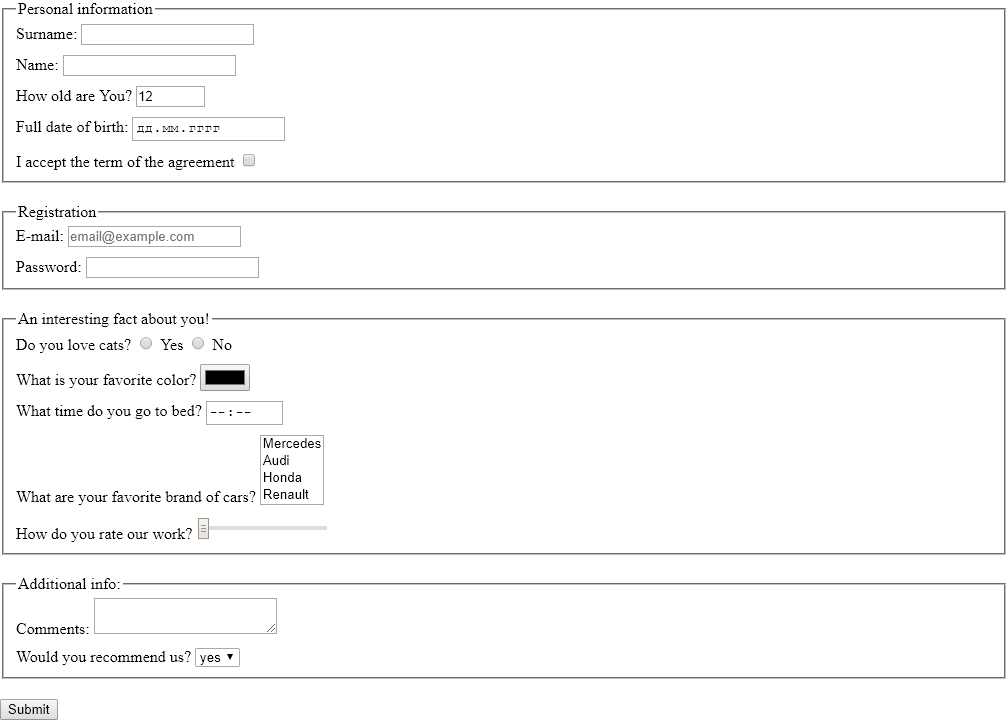 Personal information
Surname:
Name:
How old are You? 12
Full date of birth: дд.мм.гггг
I accept the term of the agreement
Registration
E-mail: email@example.com
Password:
An interesting fact about you!
Do you love cats? Yes No
What is your favorite color?
What time do you go to bed? --:--
Mercedes
Audi
Honda
What are your favorite brand of cars? Renault
How do you rate our work?
Additional info:
Comments:
Would you recommend us? yes
Submit